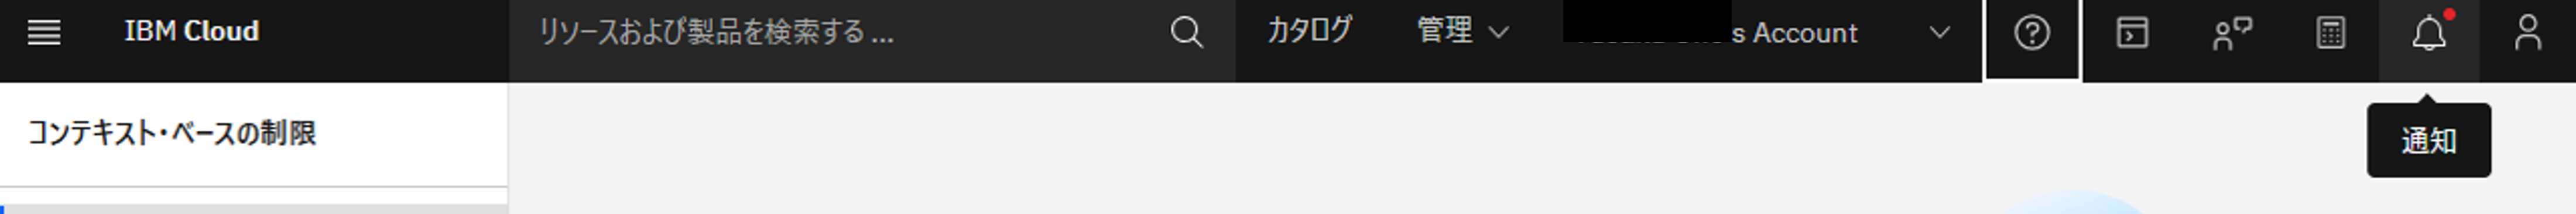 IBM Cloud リソースおよび製品を検索する ... カタログ 管理 s Account
コンテキスト・ベースの制限
通知